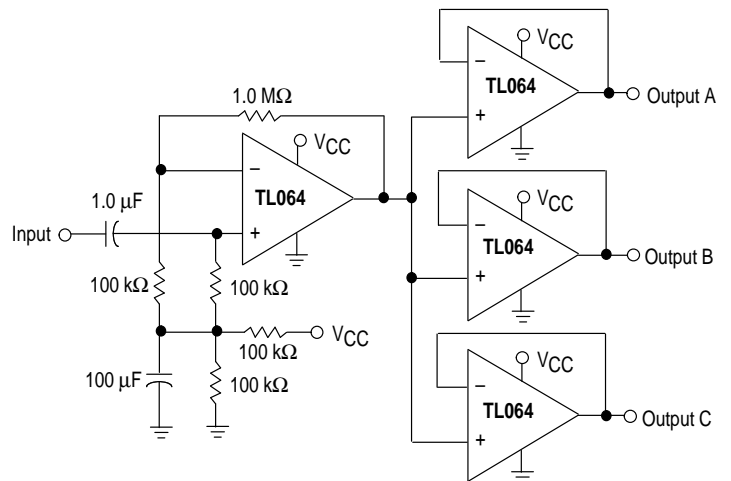 VCC
−
TL064
+
Output A
1.0 MΩ
VCC
−
TL064
+
1.0 µF
Input
100 kΩ
100 kΩ
VCC
100 kΩ
100 µF
100 kΩ
VCC
−
TL064
+
Output B
VCC
−
TL064
+
Output C